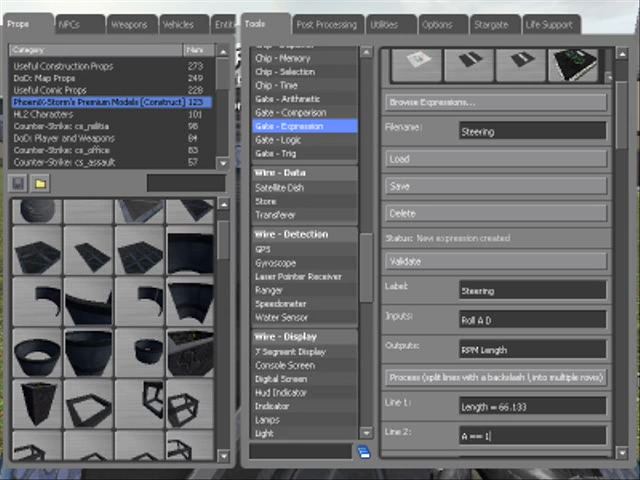 Props NPCs Weapons Vehicles Entit
Category Num
Useful Construction Props 273
DoD: Map Props 249
Useful Comic Props 228
PhoeniX-Storm's Premium Models (Construct) 123
HL2 Characters 101
Counter-Strike: cs_militia 98
DoD: Player and Weapons 84
Counter-Strike: cs_office 83
Counter-Strike: cs_assault 57
Tools Post Processing Utilities Options Stargate Life Support
Chip - Memory
Chip - Selection
Chip - Time
Gate - Arithmetic
Gate - Comparison
Gate - Expression
Gate - Logic
Gate - Trig
Wire - Data
Satellite Dish
Store
Transferer
Wire - Detection
GPS
Gyroscope
Laser Pointer Receiver
Ranger
Speedometer
Water Sensor
Wire - Display
7 Segment Display
Console Screen
Digital Screen
Hud Indicator
Indicator
Lamps
Light
Browse Expressions...
Filename: Steering
Load
Save
Delete
Status: New expression created
Validate
Label: Steering
Inputs: Roll A D
Outputs: RPM Length
Process (split lines with a backslash \ into multiple rows)
Line 1: Length = 66.133
Line 2: A == 1